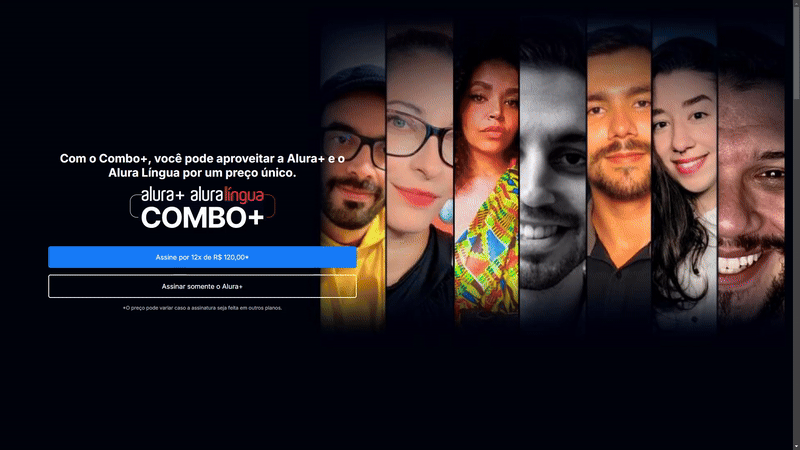 Com o Combo+, você pode aproveitar a Alura+ e o
Alura Língua por um preço único.
alura+ aluralíngua
COMBO+
Assine por 12x de R$ 120,00*
Assinar somente o Alura+
*O preço pode variar caso a assinatura seja feita em outros planos.